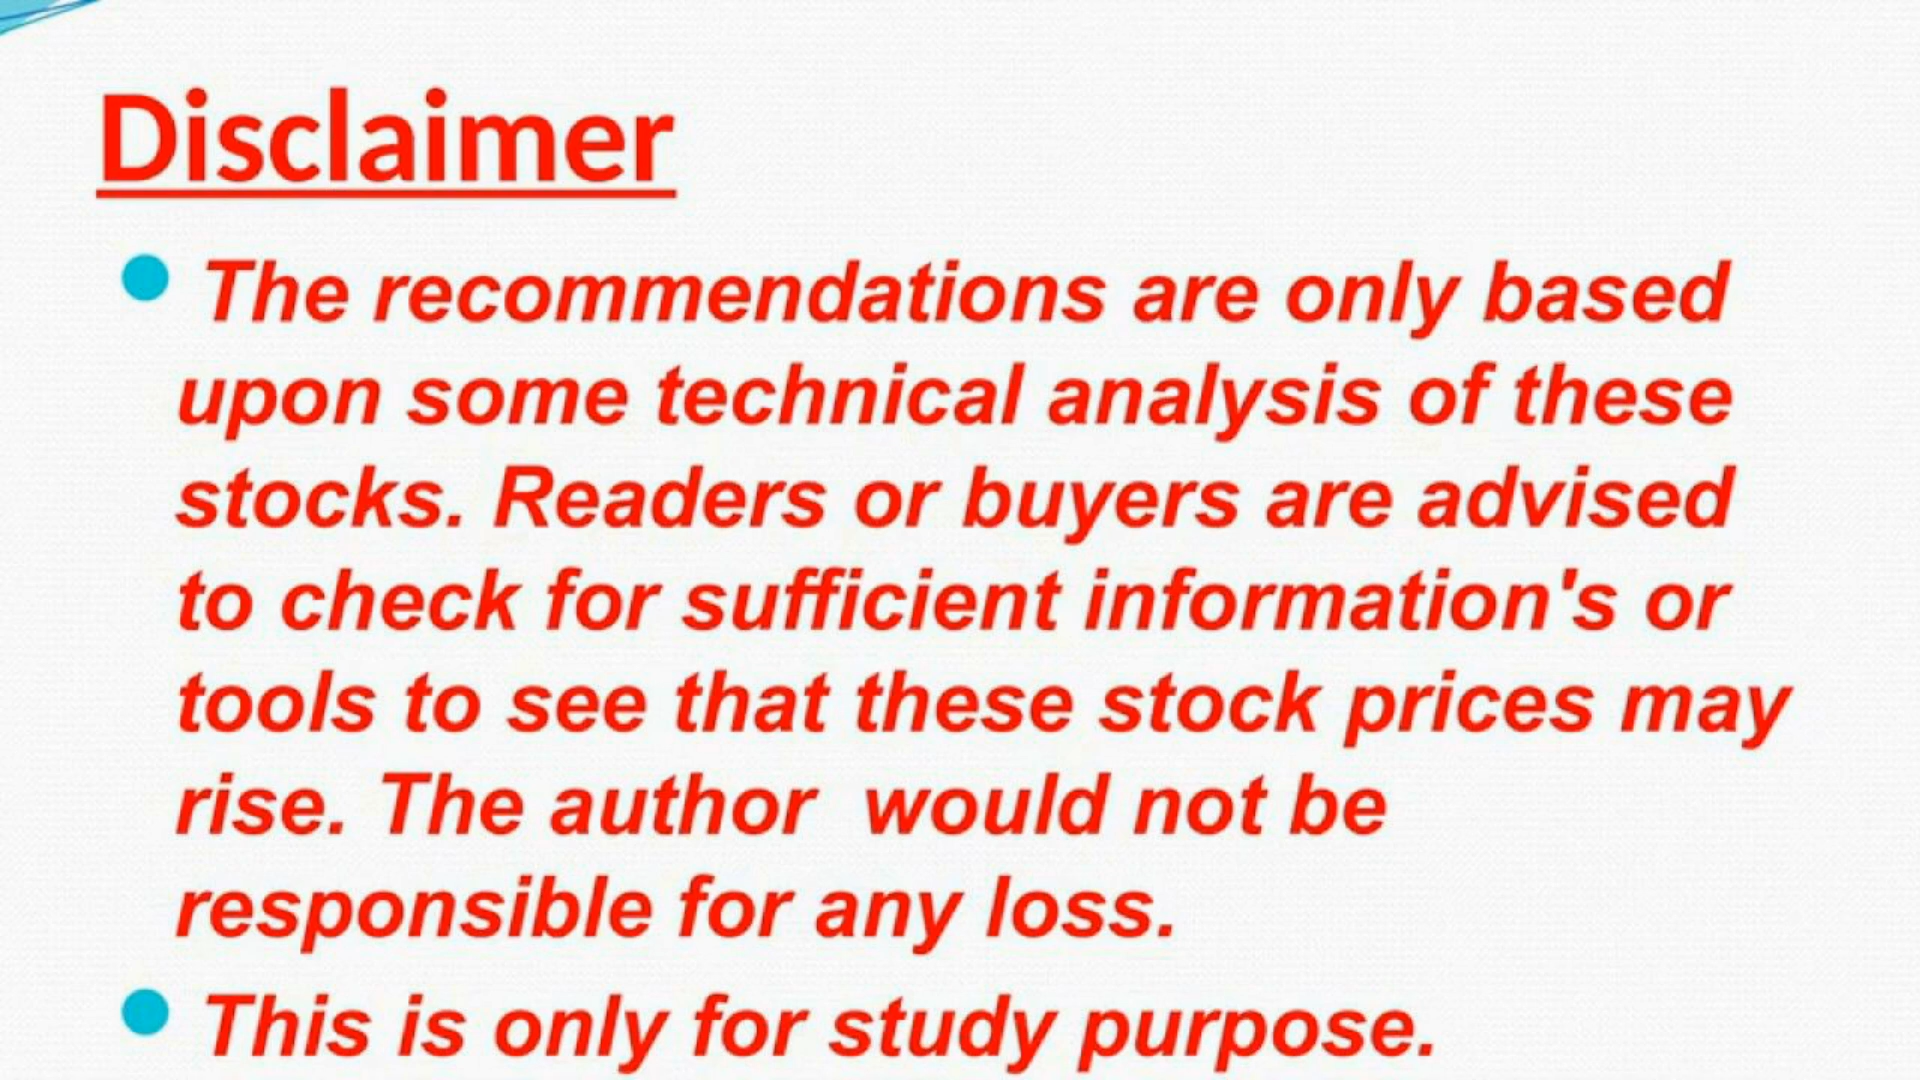 Disclaimer
The recommendations are only based
upon some technical analysis of these
stocks. Readers or buyers are advised
to check for sufficient information's or
tools to see that these stock prices may
rise. The author  would not be
responsible for any loss.
This is only for study purpose.